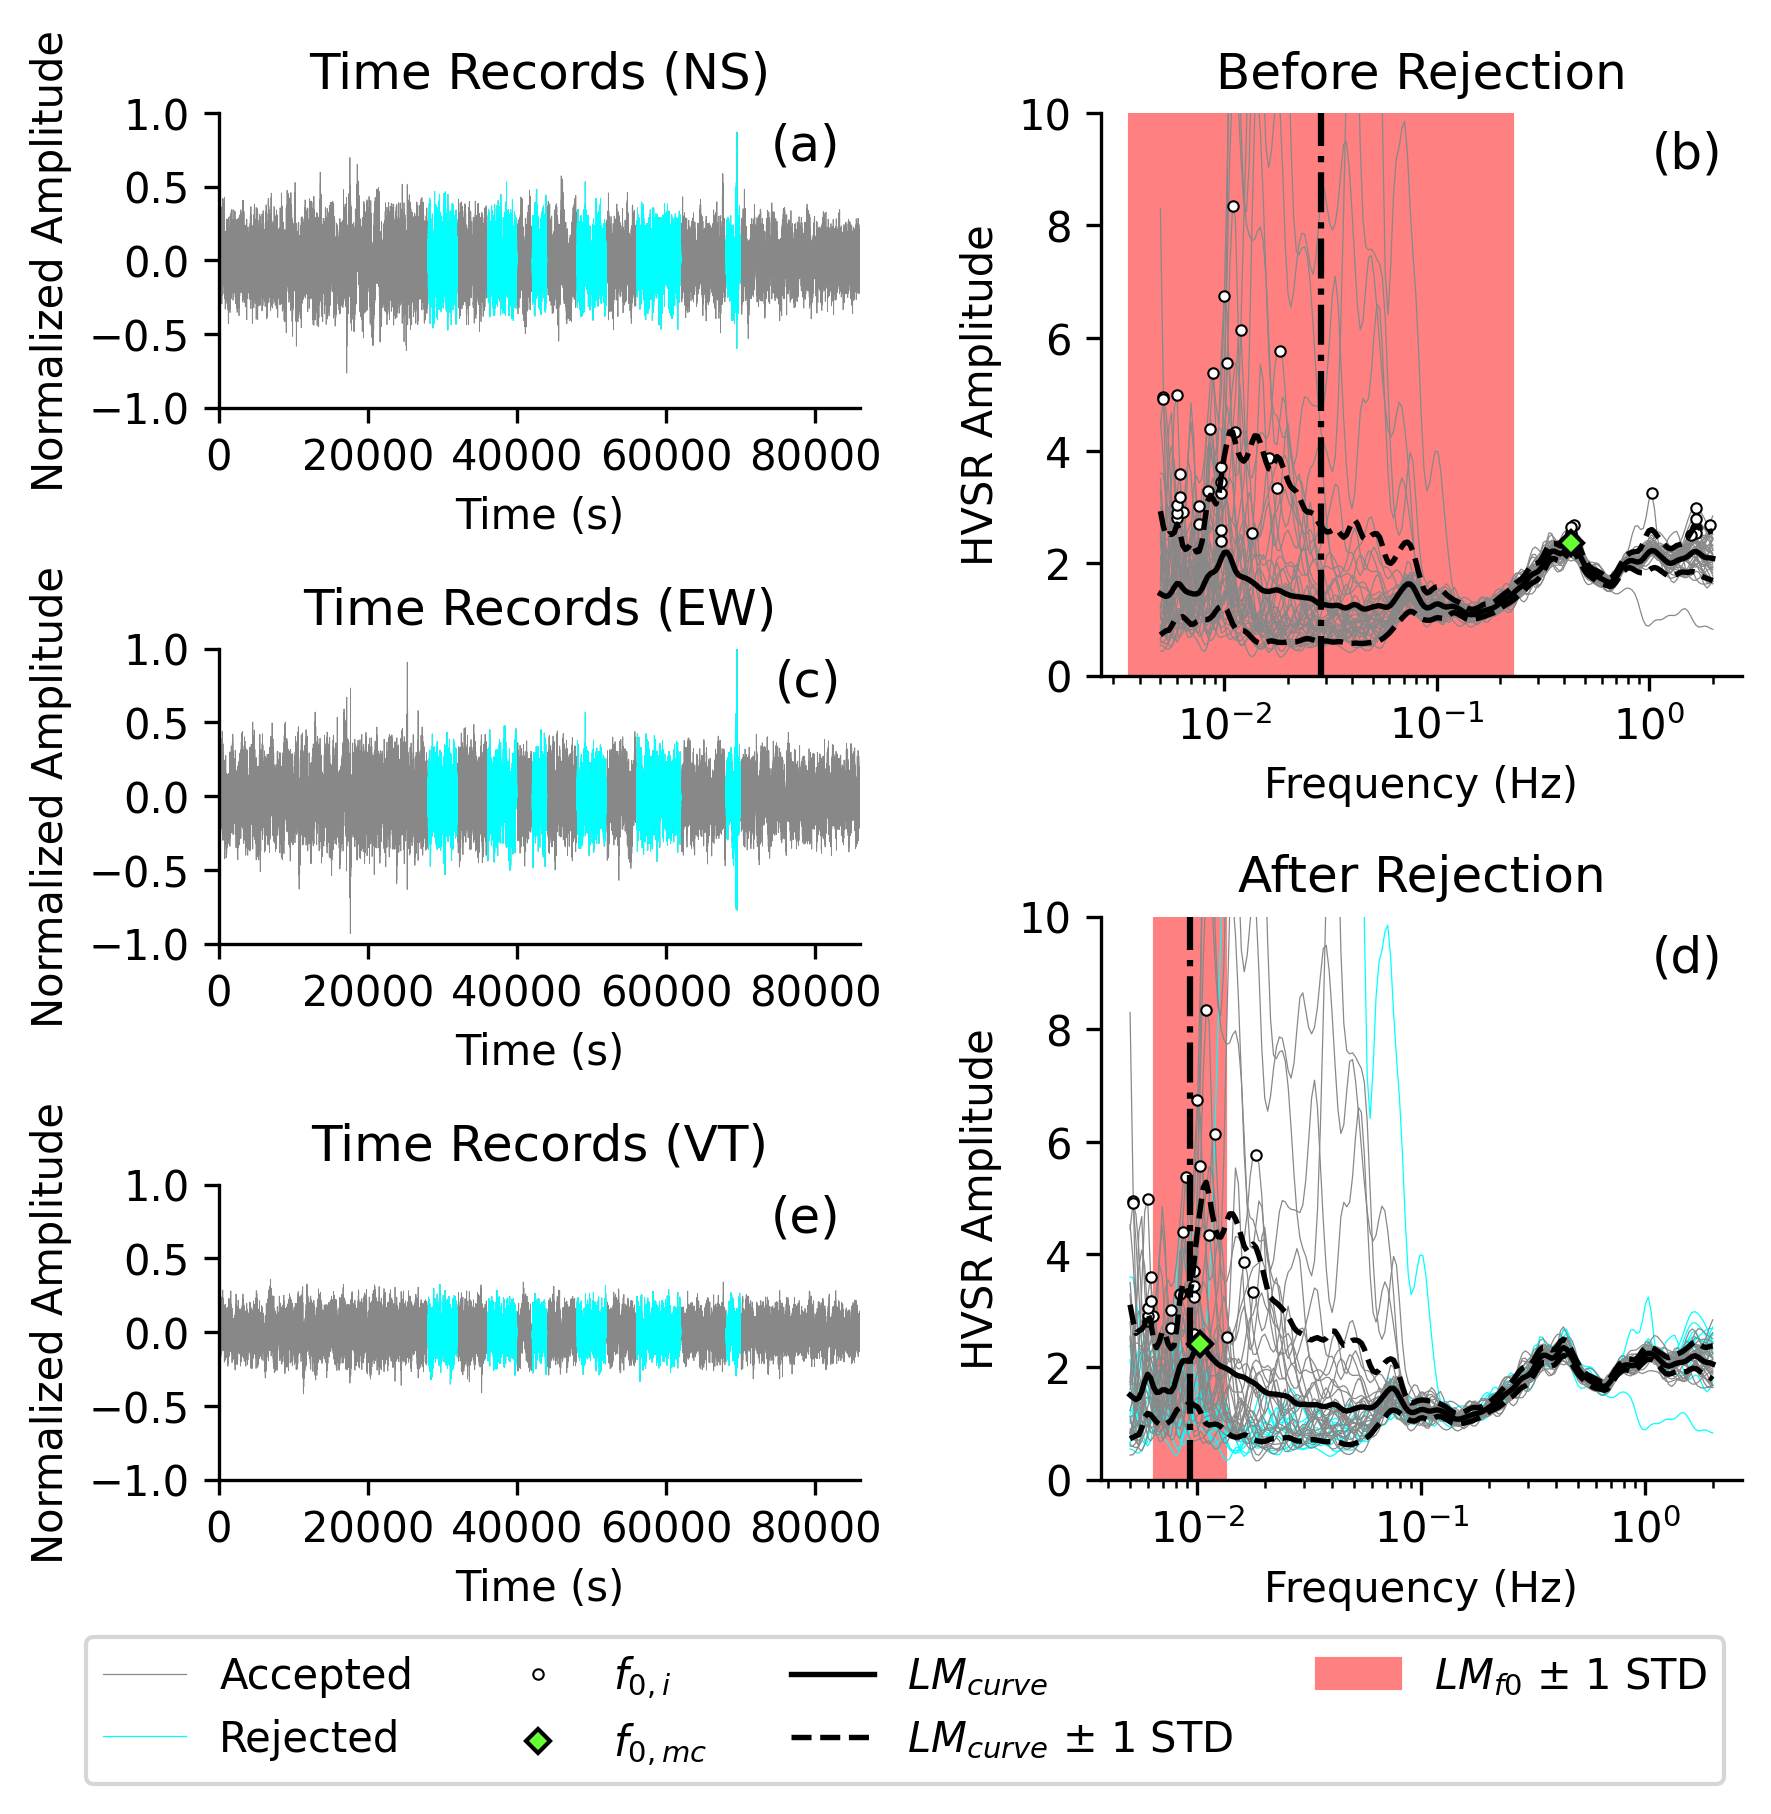 Time Records (NS)
Normalized Amplitude
1.0
0.5
0.0
−0.5
−1.0
(a)
0 20000 40000 60000 80000
Time (s)
Before Rejection
HVSR Amplitude
10
8
6
4
2
0
(b)
10⁻² 10⁻¹ 10⁰
Frequency (Hz)
Time Records (EW)
Normalized Amplitude
1.0
0.5
0.0
−0.5
−1.0
(c)
0 20000 40000 60000 80000
Time (s)
After Rejection
HVSR Amplitude
10
8
6
4
2
0
(d)
10⁻² 10⁻¹ 10⁰
Frequency (Hz)
Time Records (VT)
Normalized Amplitude
1.0
0.5
0.0
−0.5
−1.0
(e)
0 20000 40000 60000 80000
Time (s)
Accepted f0,i LMcurve LMf0 ± 1 STD
Rejected f0,mc LMcurve ± 1 STD